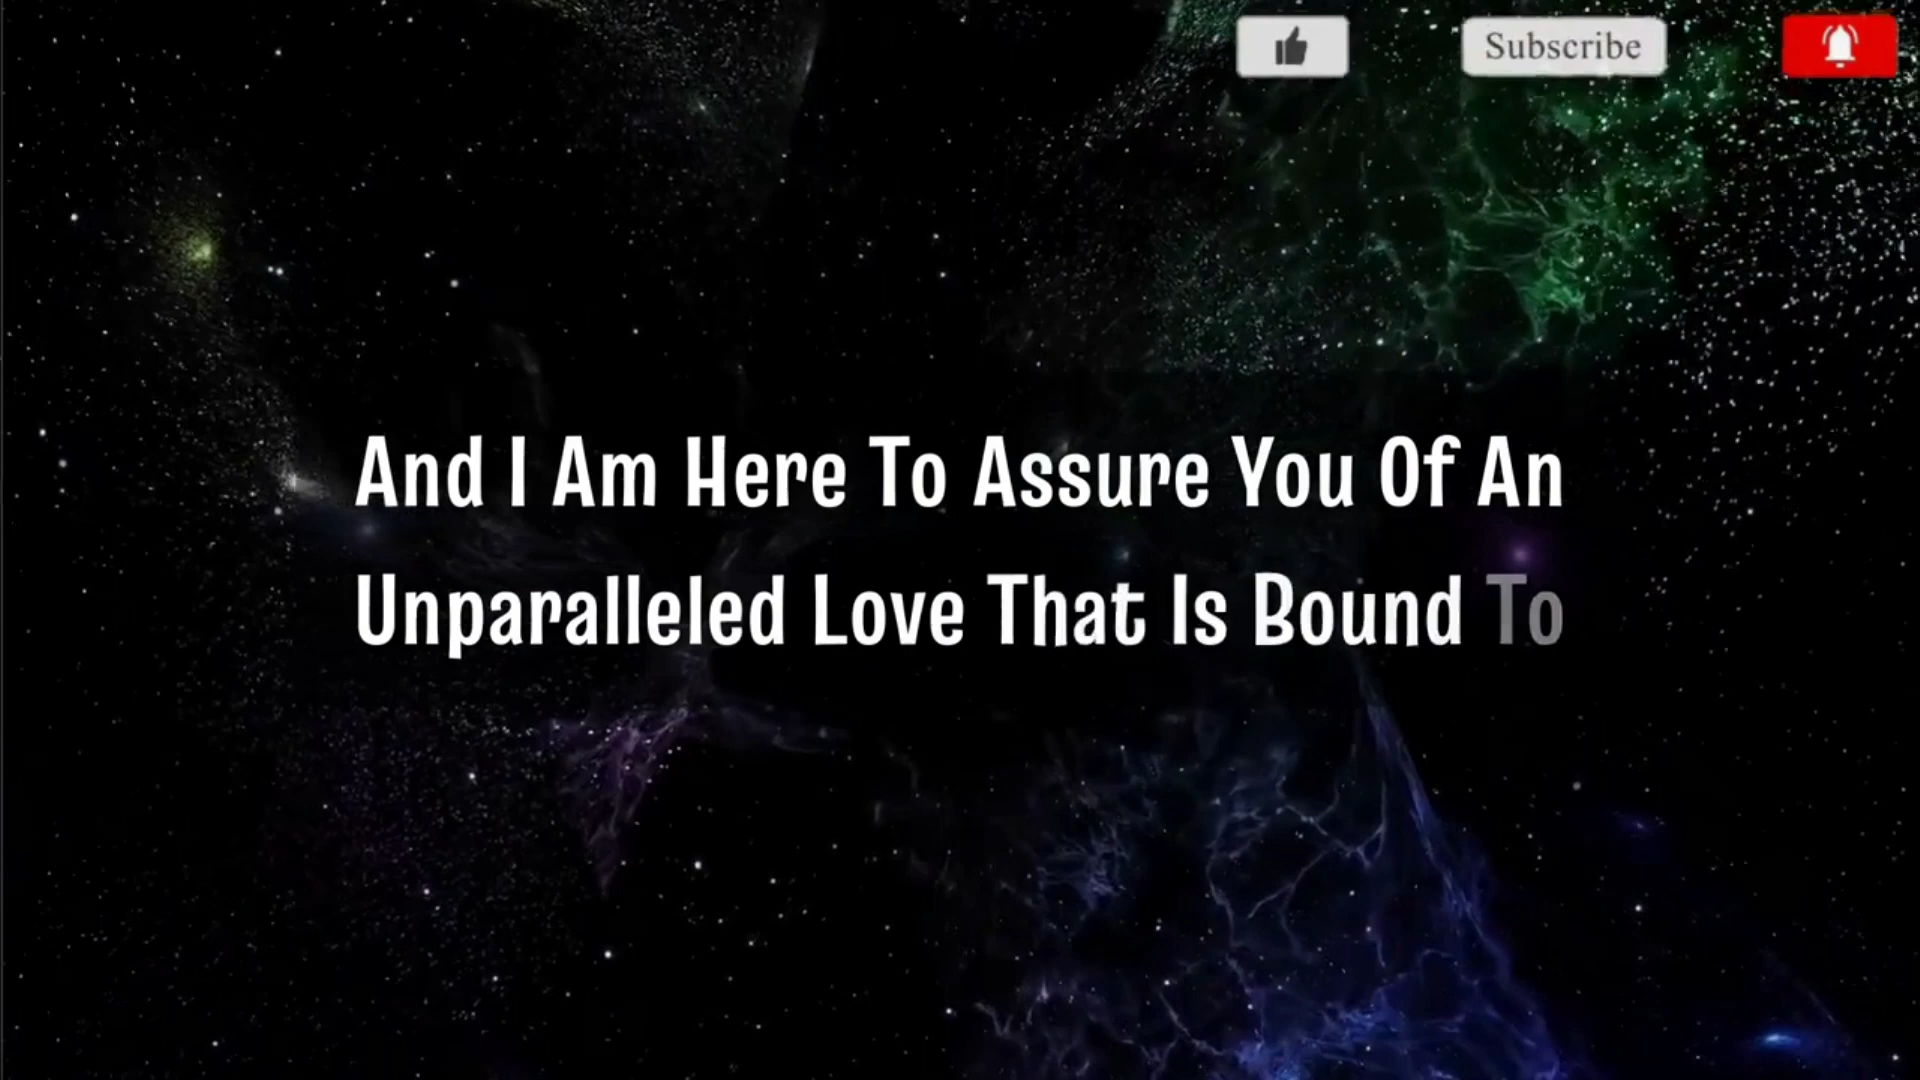 Subscribe
And I Am Here To Assure You Of An
Unparalleled Love That Is Bound To